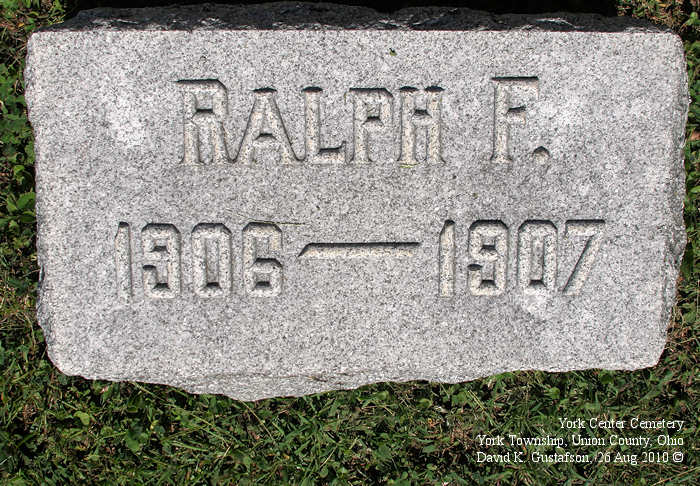 RALPH F.
1906–1907
York Center Cemetery
York Township, Union County, Ohio
David K. Gustafson, 26 Aug 2010 ©